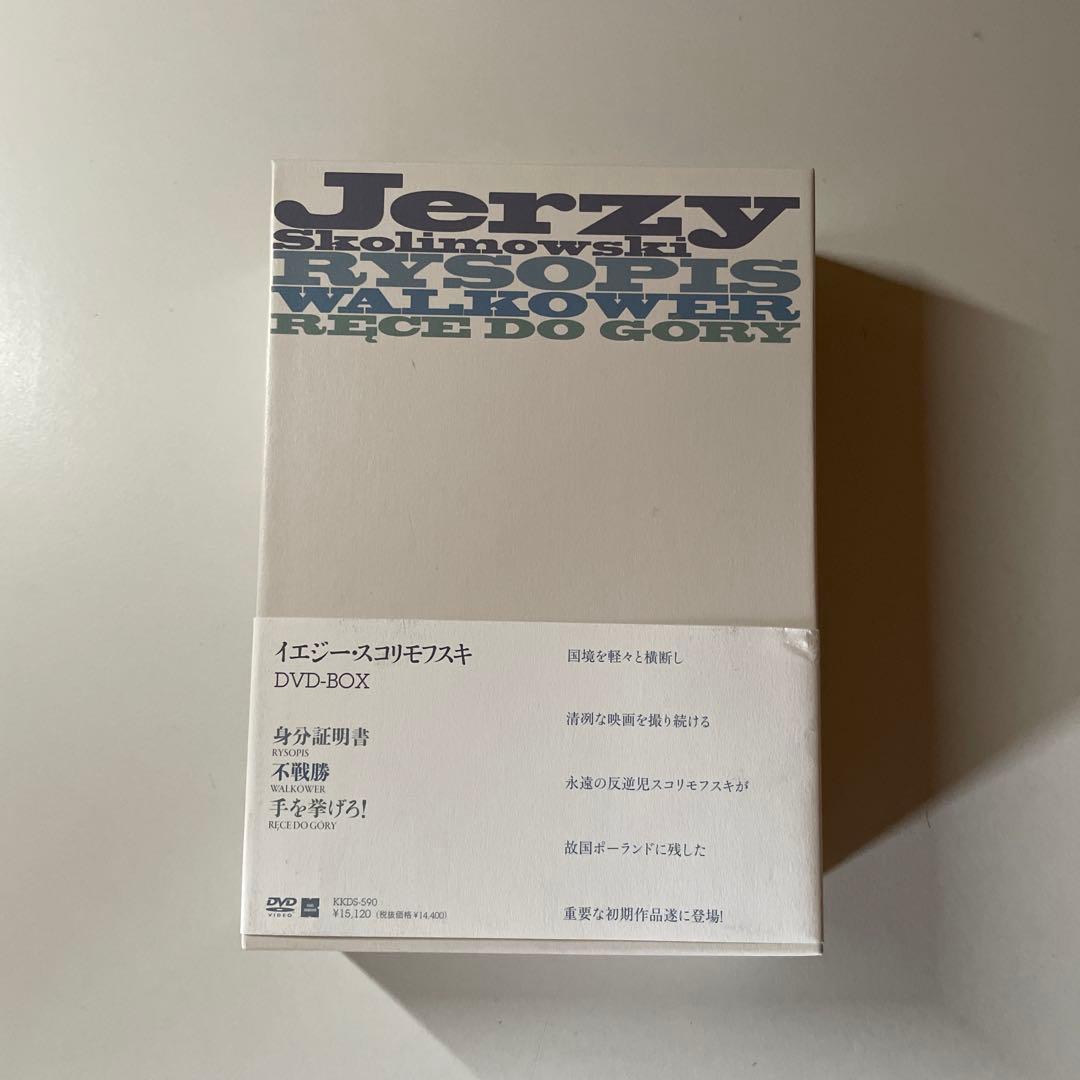 Jerzy
Skolimowski
RYSOPIS
WALKOWER
RĘCE DO GORY
イエジー・スコリモフスキ
DVD-BOX
身分証明書
RYSOPIS
不戦勝
WALKOWER
手を挙げろ!
RĘCE DO GORY
国境を軽々と横断し
清冽な映画を撮り続ける
永遠の反逆児スコリモフスキが
故国ポーランドに残した
重要な初期作品遂に登場!
DVD
VIDEO
KKDS-590
¥15,120（税抜価格 ¥14,400）